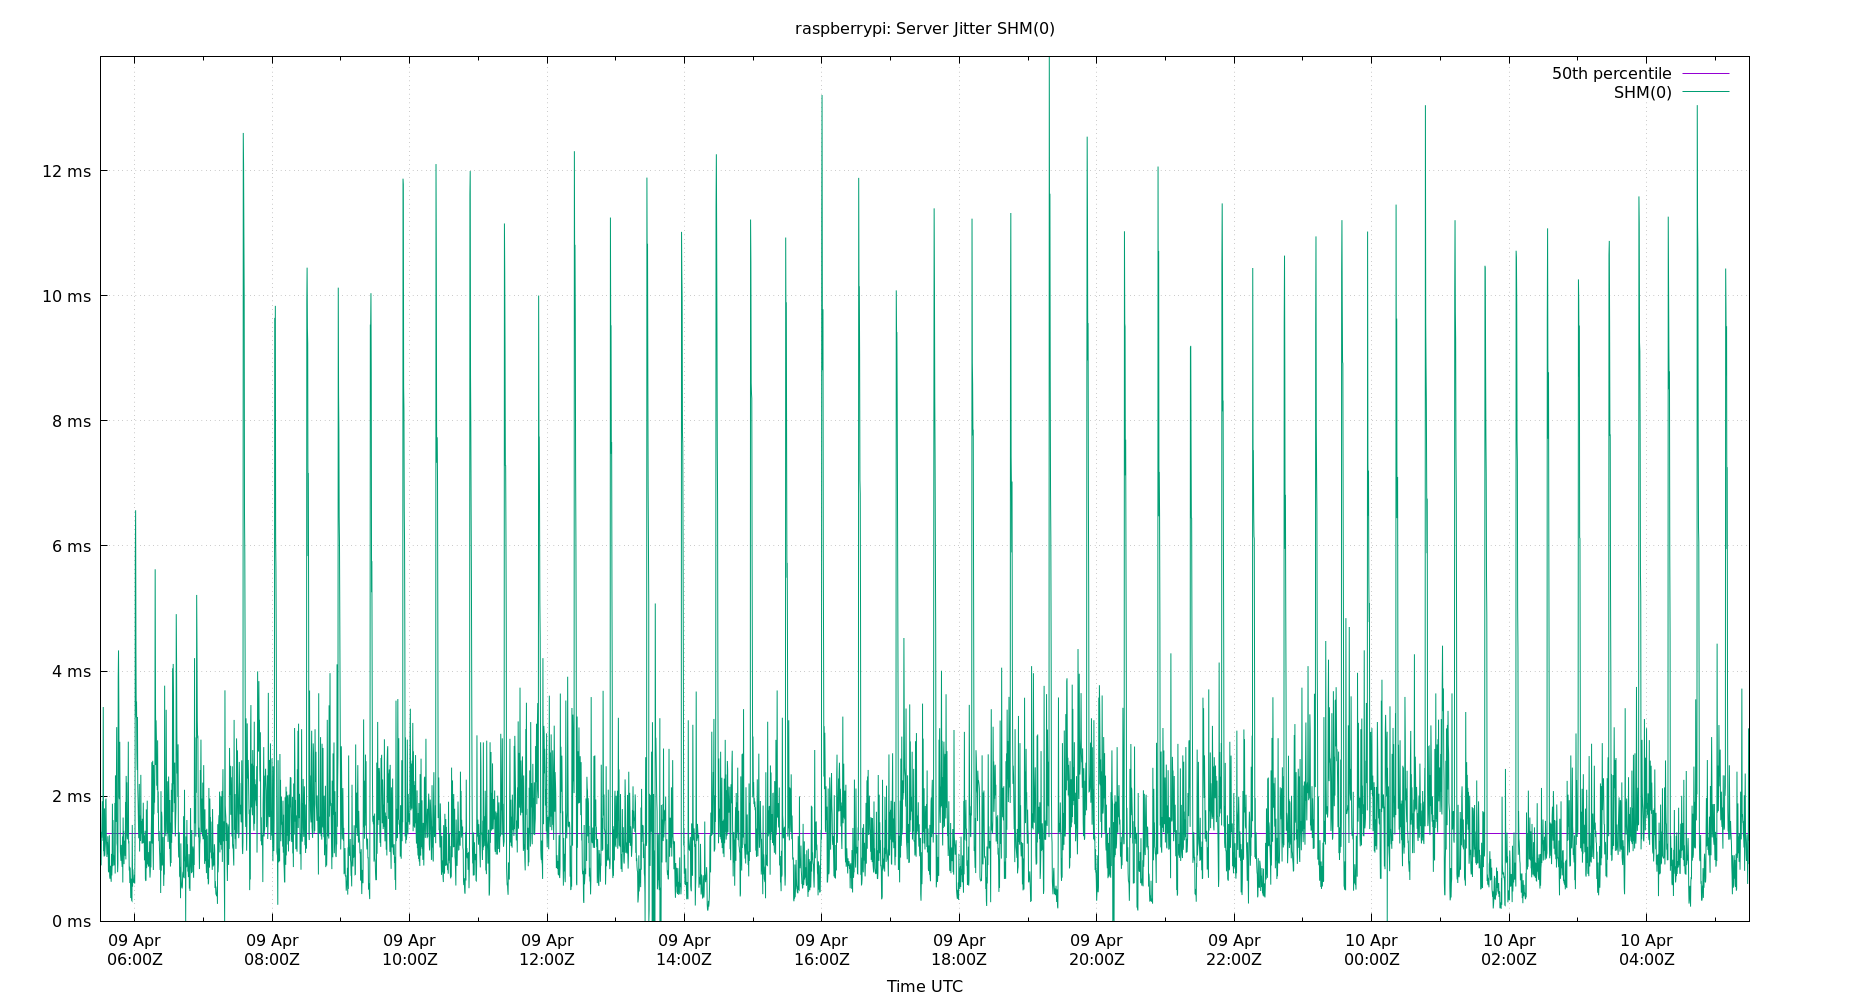 raspberrypi: Server Jitter SHM(0)
50th percentile
SHM(0)
12 ms
10 ms
8 ms
6 ms
4 ms
2 ms
0 ms
09 Apr 09 Apr 09 Apr 09 Apr 09 Apr 09 Apr 09 Apr 09 Apr 09 Apr 10 Apr 10 Apr 10 Apr
06:00Z 08:00Z 10:00Z 12:00Z 14:00Z 16:00Z 18:00Z 20:00Z 22:00Z 00:00Z 02:00Z 04:00Z
Time UTC